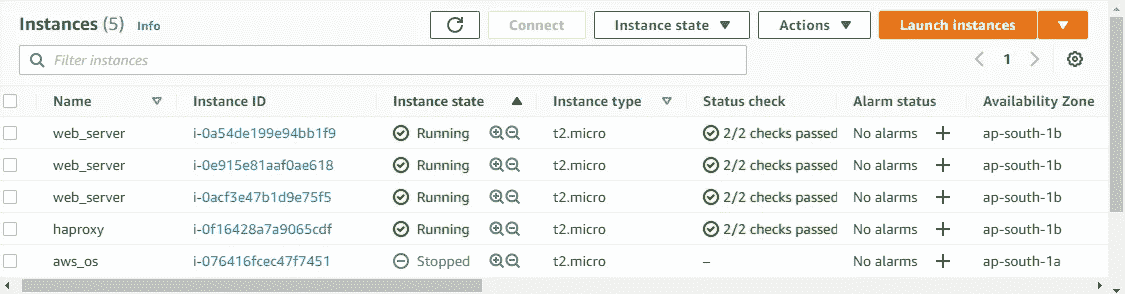 Instances (5) Info Connect Instance state Actions Launch instances
Filter instances 1
Name Instance ID Instance state Instance type Status check Alarm status Availability Zone
web_server i-0a54de199e94bb1f9 Running t2.micro 2/2 checks passed No alarms + ap-south-1b
web_server i-0e915e81aaf0ae618 Running t2.micro 2/2 checks passed No alarms + ap-south-1b
web_server i-0acf3e47b1d9e75f5 Running t2.micro 2/2 checks passed No alarms + ap-south-1b
haproxy i-0f16428a7a9065cdf Running t2.micro 2/2 checks passed No alarms + ap-south-1b
aws_os i-076416fcec47f7451 Stopped t2.micro – No alarms + ap-south-1a